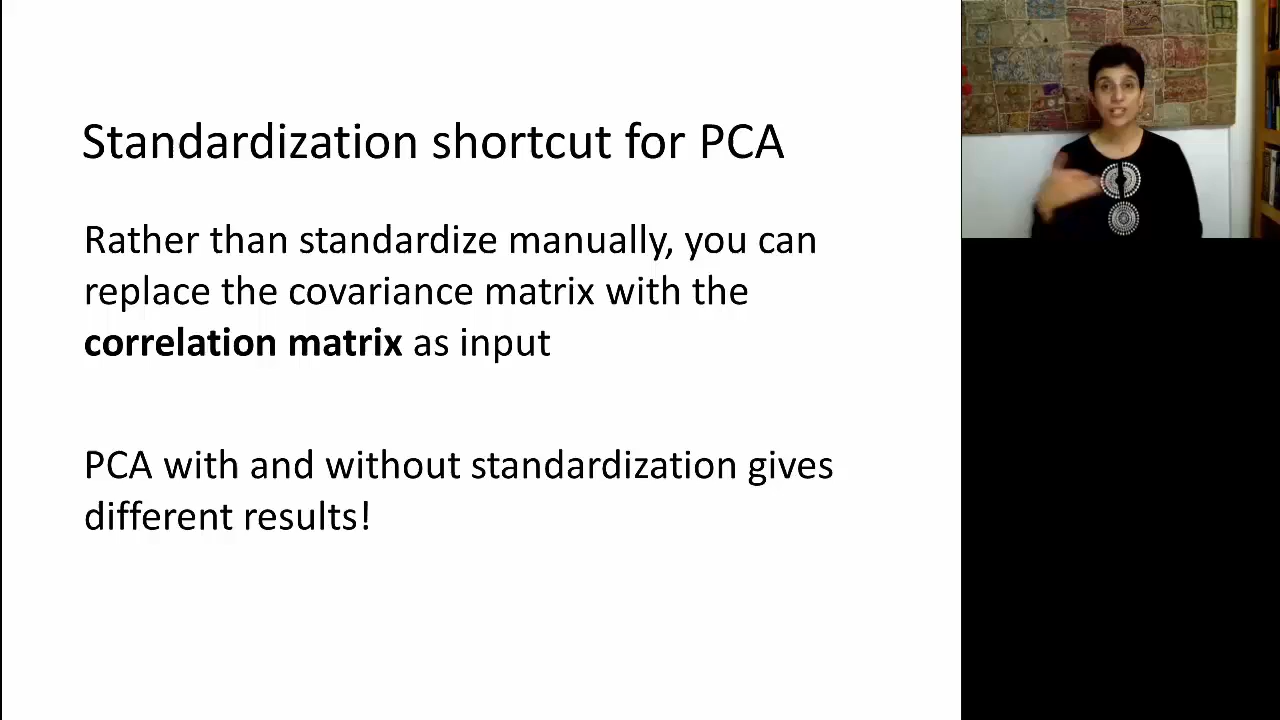 Standardization shortcut for PCA
Rather than standardize manually, you can
replace the covariance matrix with the
correlation matrix as input
PCA with and without standardization gives
different results!